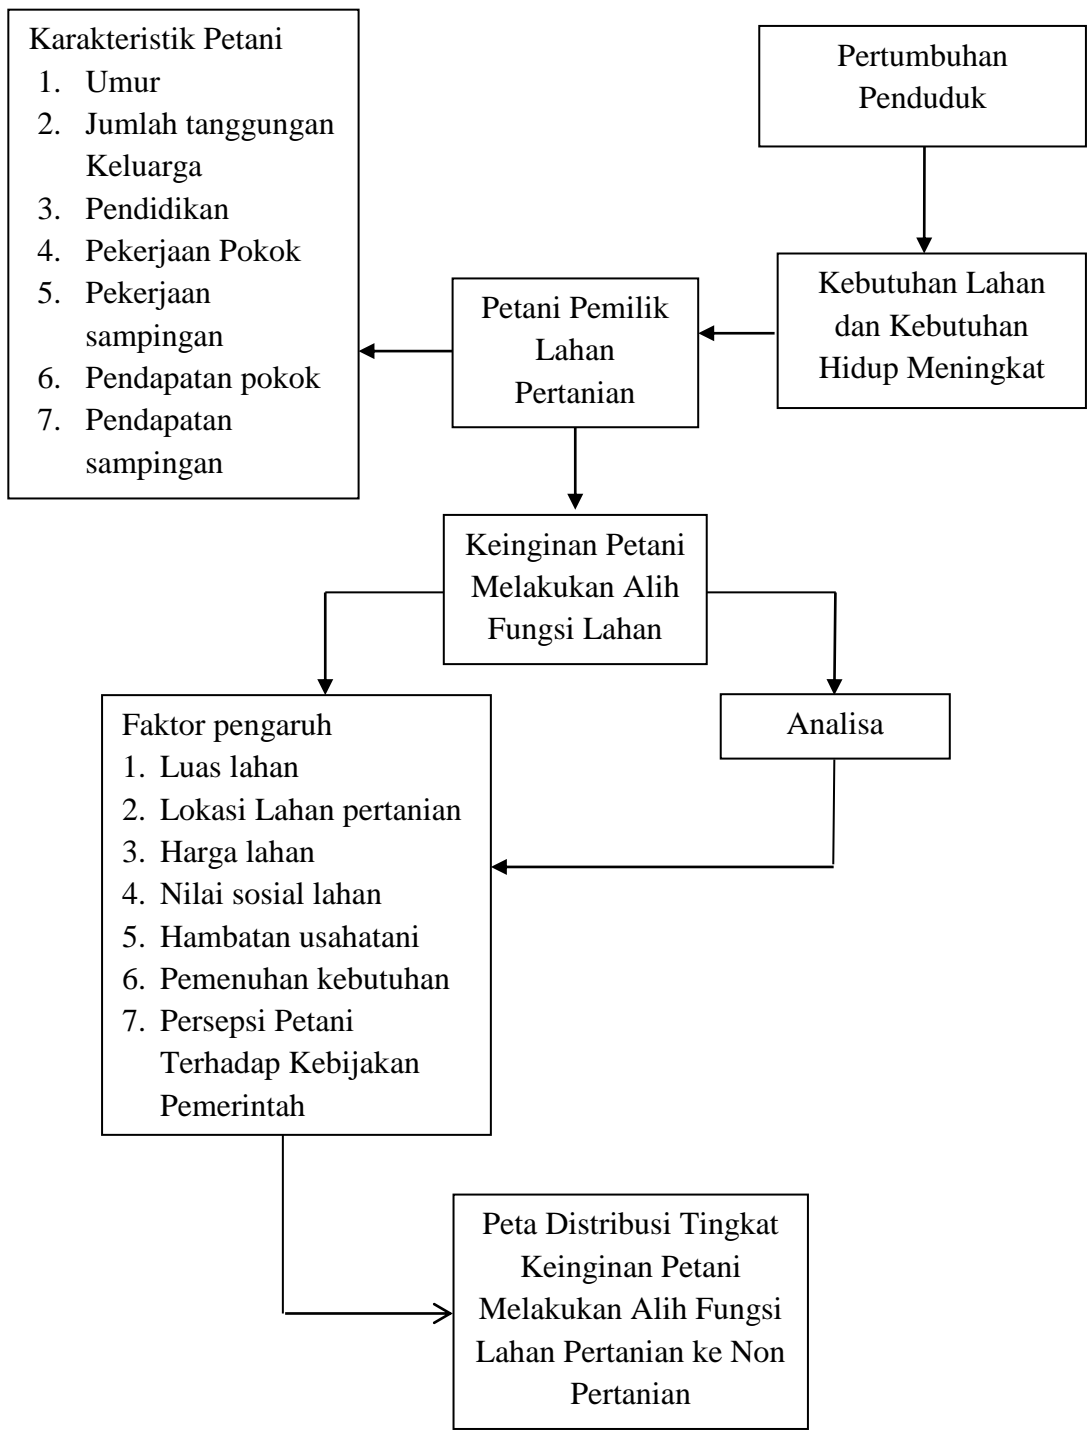 Karakteristik Petani
1. Umur
2. Jumlah tanggungan
Keluarga
3. Pendidikan
4. Pekerjaan Pokok
5. Pekerjaan
sampingan
6. Pendapatan pokok
7. Pendapatan
sampingan
Pertumbuhan
Penduduk
Kebutuhan Lahan
dan Kebutuhan
Hidup Meningkat
Petani Pemilik
Lahan
Pertanian
Keinginan Petani
Melakukan Alih
Fungsi Lahan
Faktor pengaruh
1. Luas lahan
2. Lokasi Lahan pertanian
3. Harga lahan
4. Nilai sosial lahan
5. Hambatan usahatani
6. Pemenuhan kebutuhan
7. Persepsi Petani
Terhadap Kebijakan
Pemerintah
Analisa
Peta Distribusi Tingkat
Keinginan Petani
Melakukan Alih Fungsi
Lahan Pertanian ke Non
Pertanian